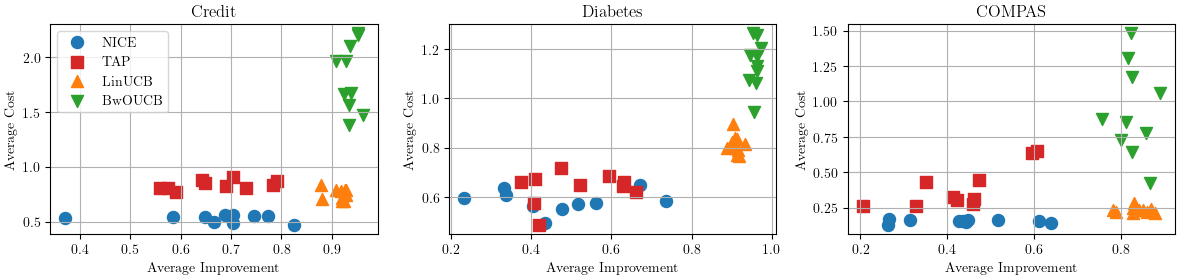 Credit
NICE
TAP
LinUCB
BwOUCB
2.0
1.5
1.0
0.5
0.4 0.5 0.6 0.7 0.8 0.9
Average Cost
Average Improvement
Diabetes
1.2
1.0
0.8
0.6
0.2 0.4 0.6 0.8 1.0
Average Cost
Average Improvement
COMPAS
1.50
1.25
1.00
0.75
0.50
0.25
0.2 0.4 0.6 0.8
Average Cost
Average Improvement